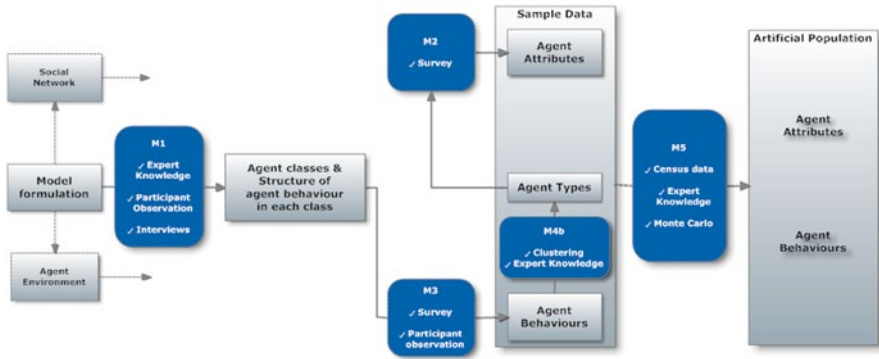 Social
Network
Model
formulation
Agent
Environment
M1
✓ Expert
Knowledge
✓ Participant
Observation
✓ Interviews
Agent classes &
Structure of
agent behaviour
in each class
M2
✓ Survey
M3
✓ Survey
✓ Participant
observation
Sample Data
Agent
Attributes
Agent Types
M4b
✓ Clustering
✓ Expert Knowledge
Agent
Behaviours
M5
✓ Census data
✓ Expert
Knowledge
✓ Monte Carlo
Artificial Population
Agent
Attributes
Agent
Behaviours